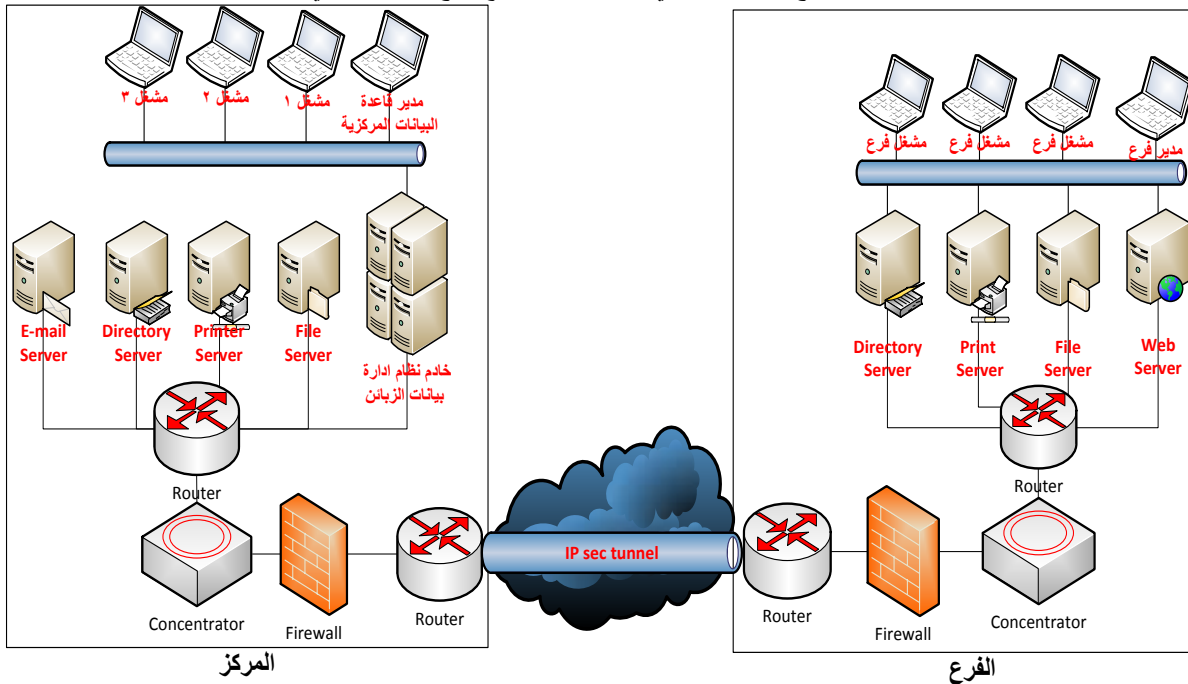 مشغل ٣
مشغل ٢
مشغل ١
مدير قاعدة
البيانات المركزية
E-mail
Server
Directory
Server
Printer
Server
File
Server
خادم نظام ادارة
بيانات الزبائن
Router
Concentrator
Firewall
Router
المركز
IP sec tunnel
مشغل فرع
مشغل فرع
مشغل فرع
مدير فرع
Directory
Server
Print
Server
File
Server
Web
Server
Router
Router
Firewall
Concentrator
الفرع